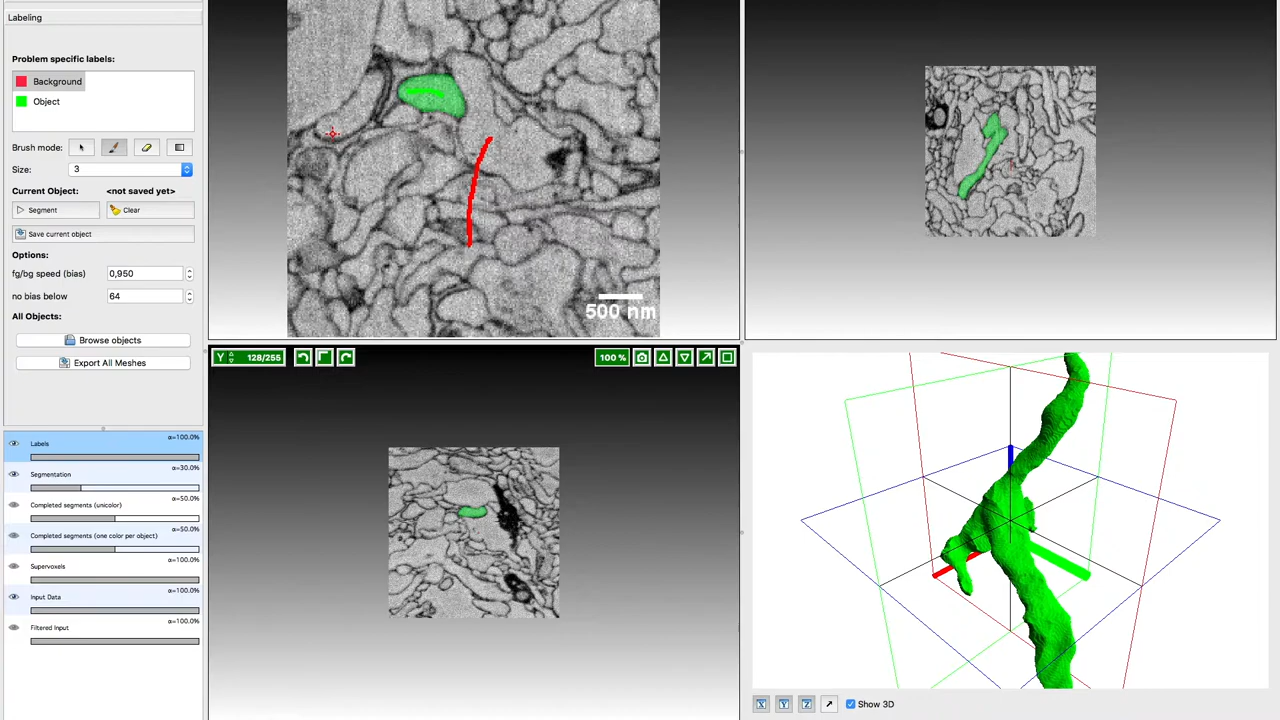 Labeling
Problem specific labels:
Background
Object
Brush mode:
Size: 3
Current Object: <not saved yet>
Segment Clear
Save current object
Options:
fg/bg speed (bias) 0,950
no bias below 64
All Objects:
Browse objects
Export All Meshes
α=100.0%
Labels
α=30.0%
Segmentation
α=50.0%
Completed segments (unicolor)
α=50.0%
Completed segments (one color per object)
α=100.0%
Supervoxels
α=100.0%
Input Data
α=100.0%
Filtered Input
500 nm
Y 128/255 100 %
X Y Z Show 3D